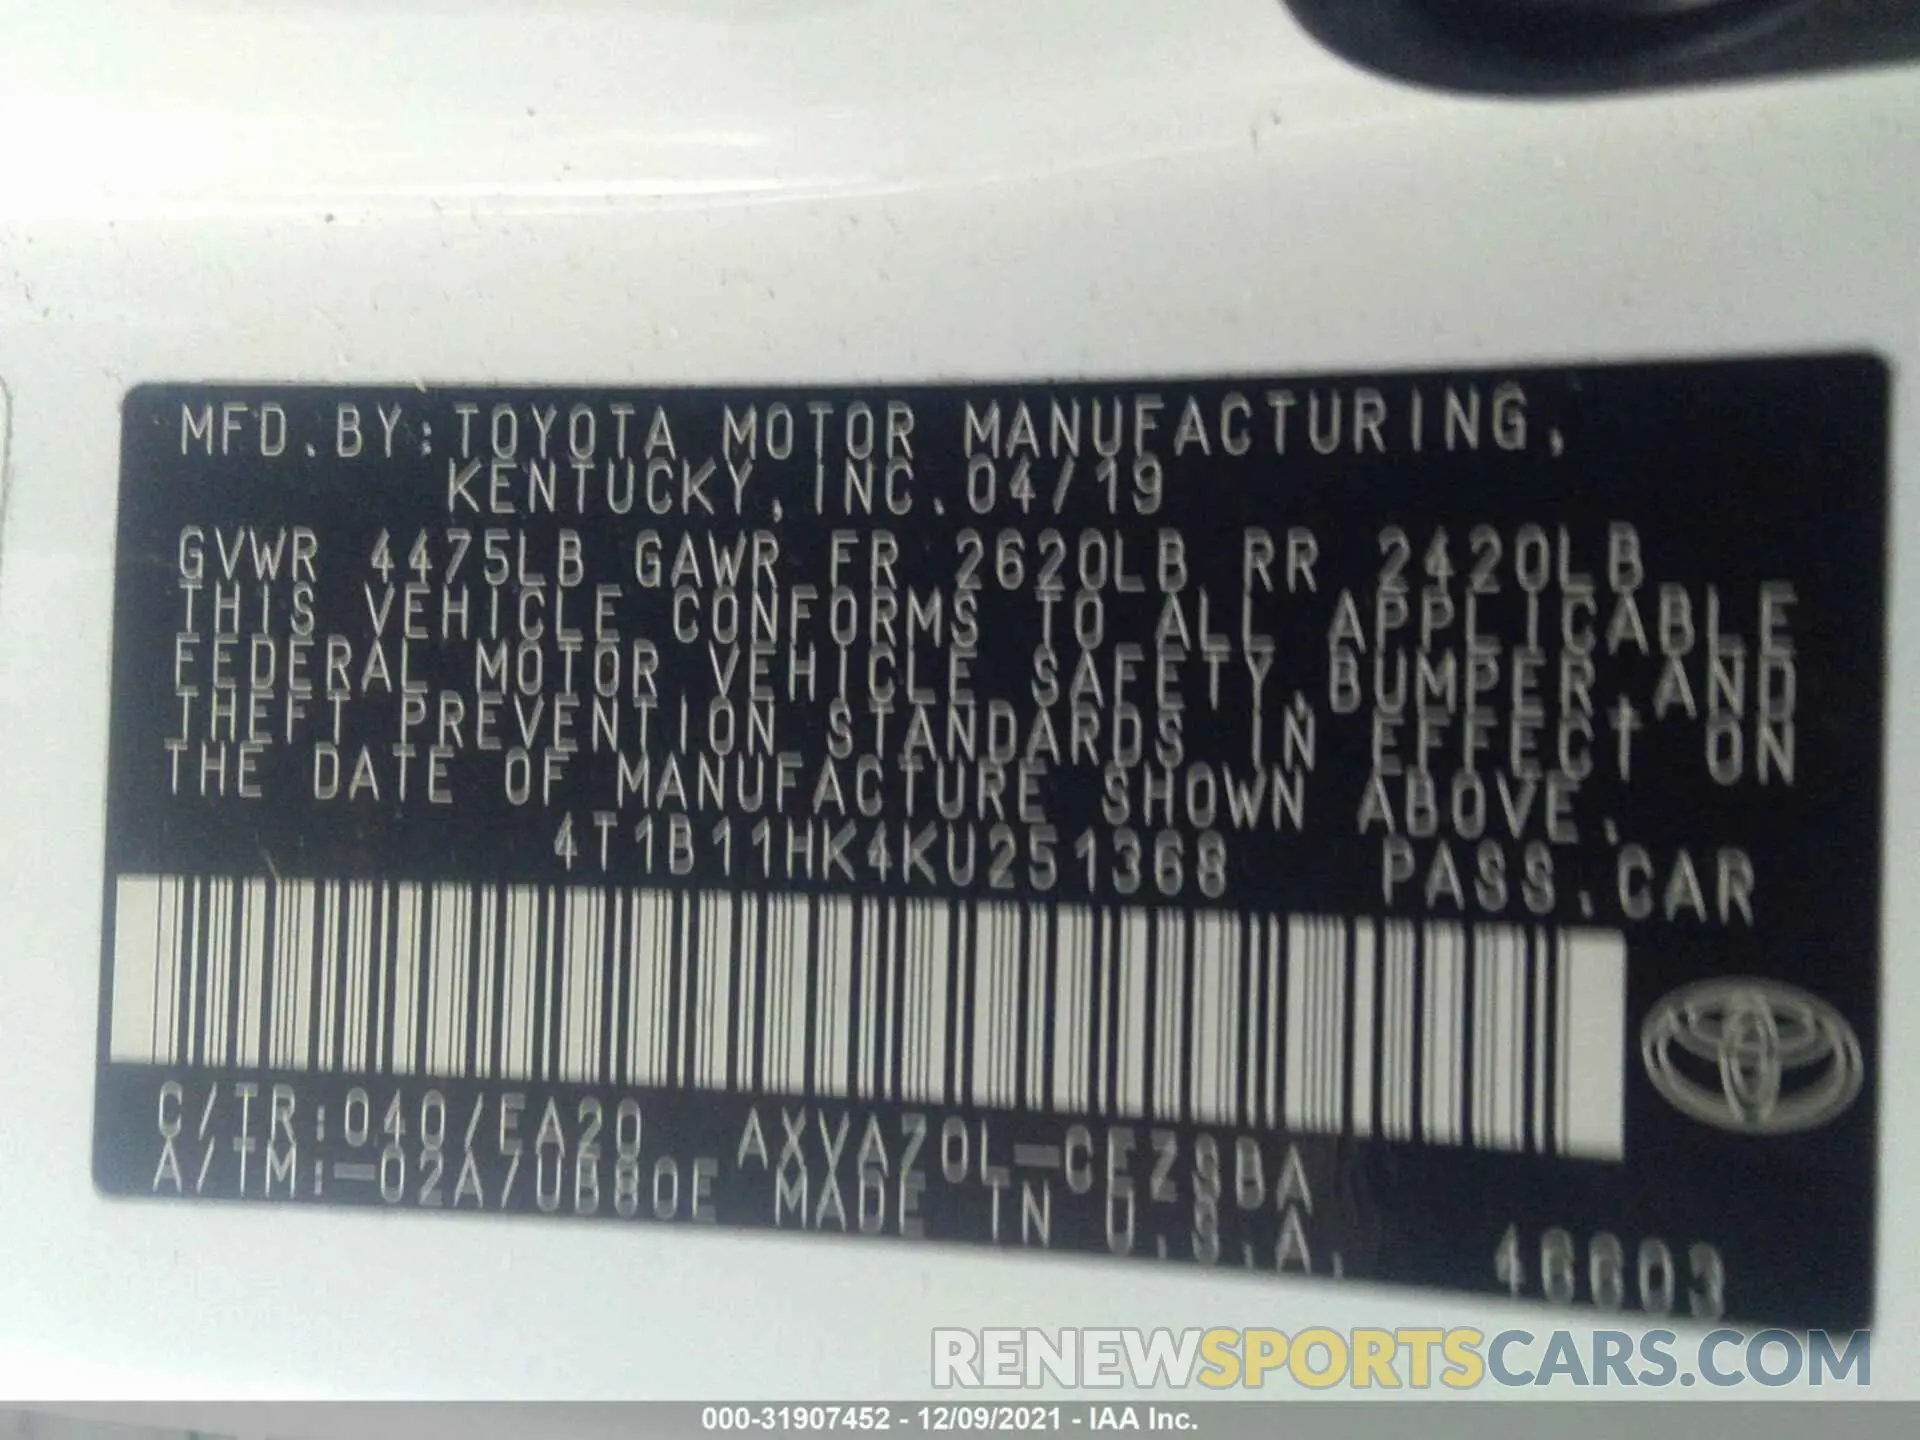 MFD.BY:TOYOTA MOTOR MANUFACTURING,
KENTUCKY,INC.04/19
GVWR 4475LB GAWR FR 2620LB RR 2420LB
THIS VEHICLE CONFORMS TO ALL APPLICABLE
FEDERAL MOTOR VEHICLE SAFETY,BUMPER,AND
THEFT PREVENTION STANDARDS IN EFFECT ON
THE DATE OF MANUFACTURE SHOWN ABOVE.
4T1B11HK4KU251368 PASS.CAR
C/TR:040/EA20 AXVA70L-CEZSBA
A/TM:-02A/UB80E MADE IN U.S.A.
46603
RENEWSPORTSCARS.COM
000-31907452 - 12/09/2021 - IAA Inc.